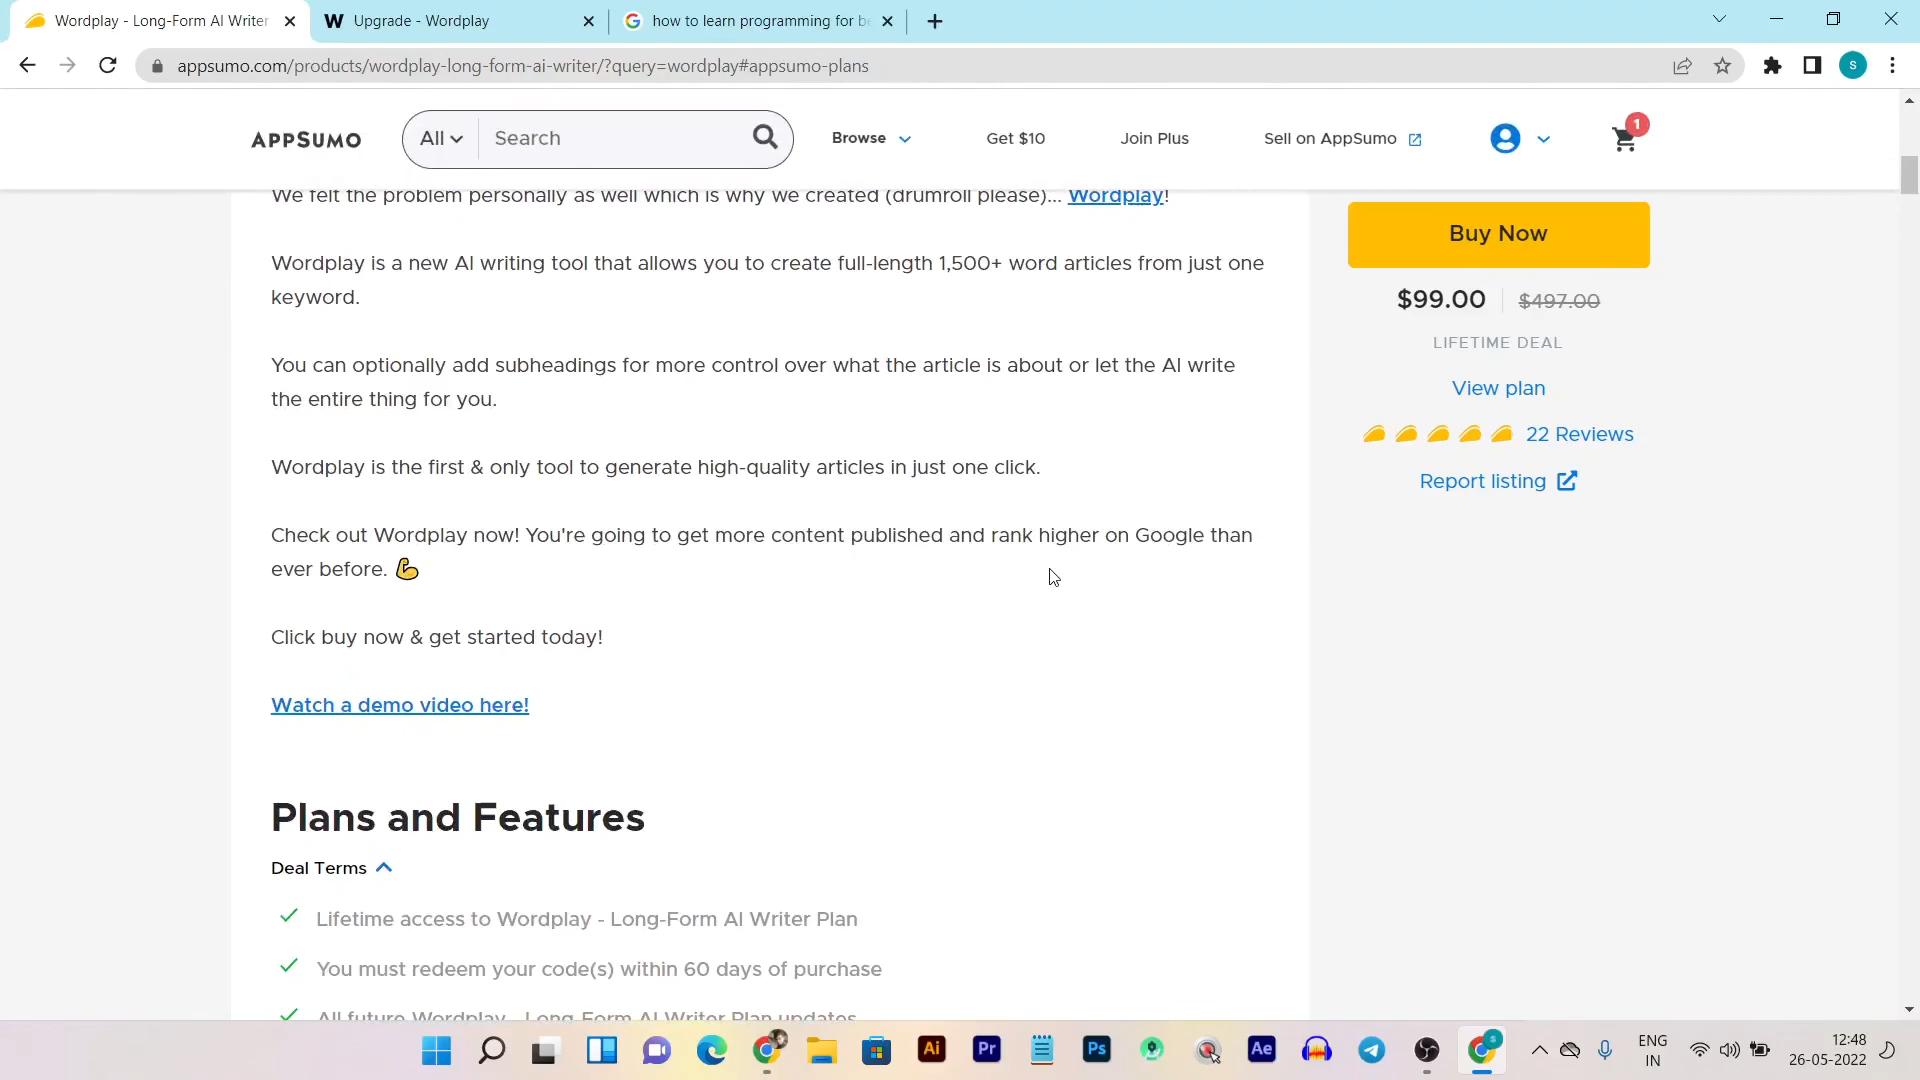 Wordplay - Long-Form AI Writer
Upgrade - Wordplay
how to learn programming for be
appsumo.com/products/wordplay-long-form-ai-writer/?query=wordplay#appsumo-plans
S
APPSUMO
All
Search
Browse
Get $10
Join Plus
Sell on AppSumo
1
We felt the problem personally as well which is why we created (drumroll please)... Wordplay!
Wordplay is a new AI writing tool that allows you to create full-length 1,500+ word articles from just one
keyword.
You can optionally add subheadings for more control over what the article is about or let the AI write
the entire thing for you.
Wordplay is the first & only tool to generate high-quality articles in just one click.
Check out Wordplay now! You're going to get more content published and rank higher on Google than
ever before. 💪
Click buy now & get started today!
Watch a demo video here!
Plans and Features
Deal Terms
Lifetime access to Wordplay - Long-Form AI Writer Plan
You must redeem your code(s) within 60 days of purchase
All future Wordplay - Long-Form AI Writer Plan updates
Buy Now
$99.00
$497.00
LIFETIME DEAL
View plan
22 Reviews
Report listing
Ai
Pr
Ps
Ae
ENG
IN
12:48
26-05-2022